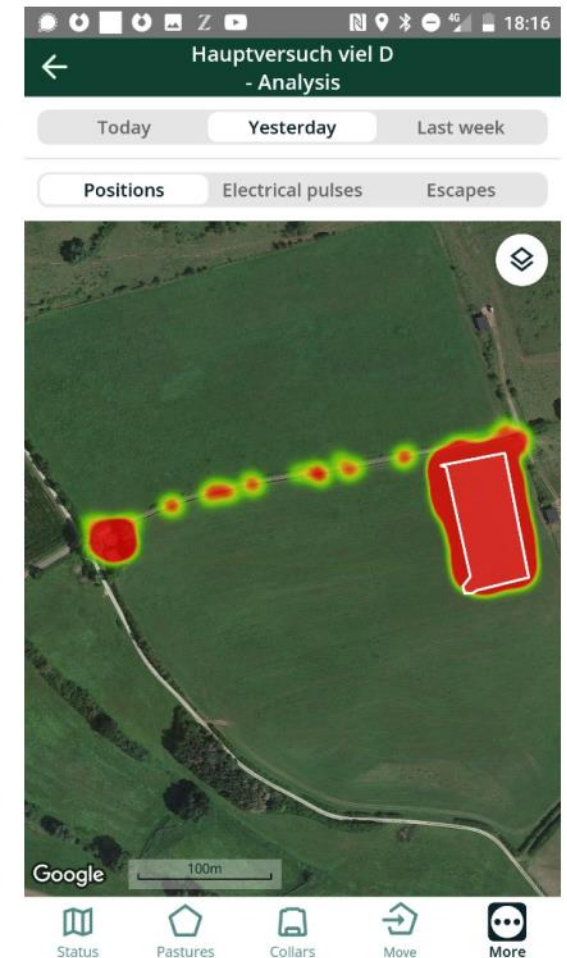 Z 4G 18:16
Hauptversuch viel D
- Analysis
Today Yesterday Last week
Positions Electrical pulses Escapes
Google 100m
Status Pastures Collars Move More